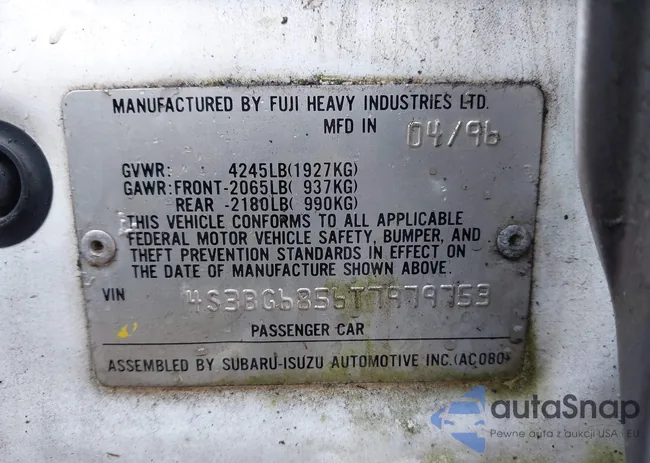 MANUFACTURED BY FUJI HEAVY INDUSTRIES LTD.
MFD IN 04/96
GVWR: 4245LB(1927KG)
GAWR:FRONT-2065LB( 937KG)
REAR -2180LB( 990KG)
THIS VEHICLE CONFORMS TO ALL APPLICABLE
FEDERAL MOTOR VEHICLE SAFETY, BUMPER, AND
THEFT PREVENTION STANDARDS IN EFFECT ON
THE DATE OF MANUFACTURE SHOWN ABOVE.
VIN 4S3BG6856T7979753
PASSENGER CAR
ASSEMBLED BY SUBARU-ISUZU AUTOMOTIVE INC.(AC080)
autaSnap
Pewne auta z aukcji USA i EU